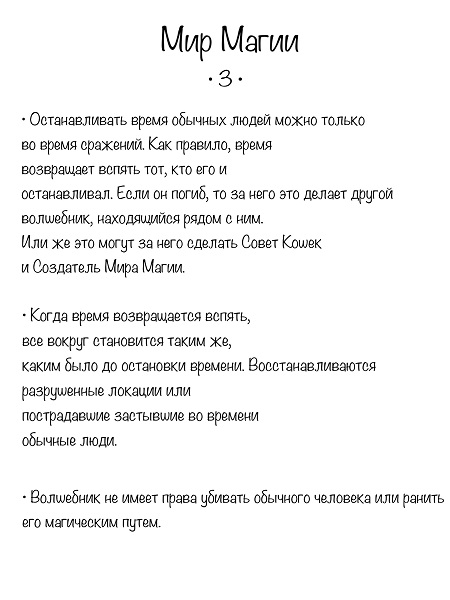 Мир Магии
• 3 •
• Останавливать время обычных людей можно только
во время сражений. Как правило, время
возвращает вспять тот, кто его и
останавливал. Если он погиб, то за него это делает другой
волшебник, находящийся рядом с ним.
Или же это могут за него сделать Совет Кошек
и Создатель Мира Магии.
• Когда время возвращается вспять,
все вокруг становится таким же,
каким было до остановки времени. Восстанавливаются
разрушенные локации или
пострадавшие застывшие во времени
обычные люди.
• Волшебник не имеет права убивать обычного человека или ранить
его магическим путем.